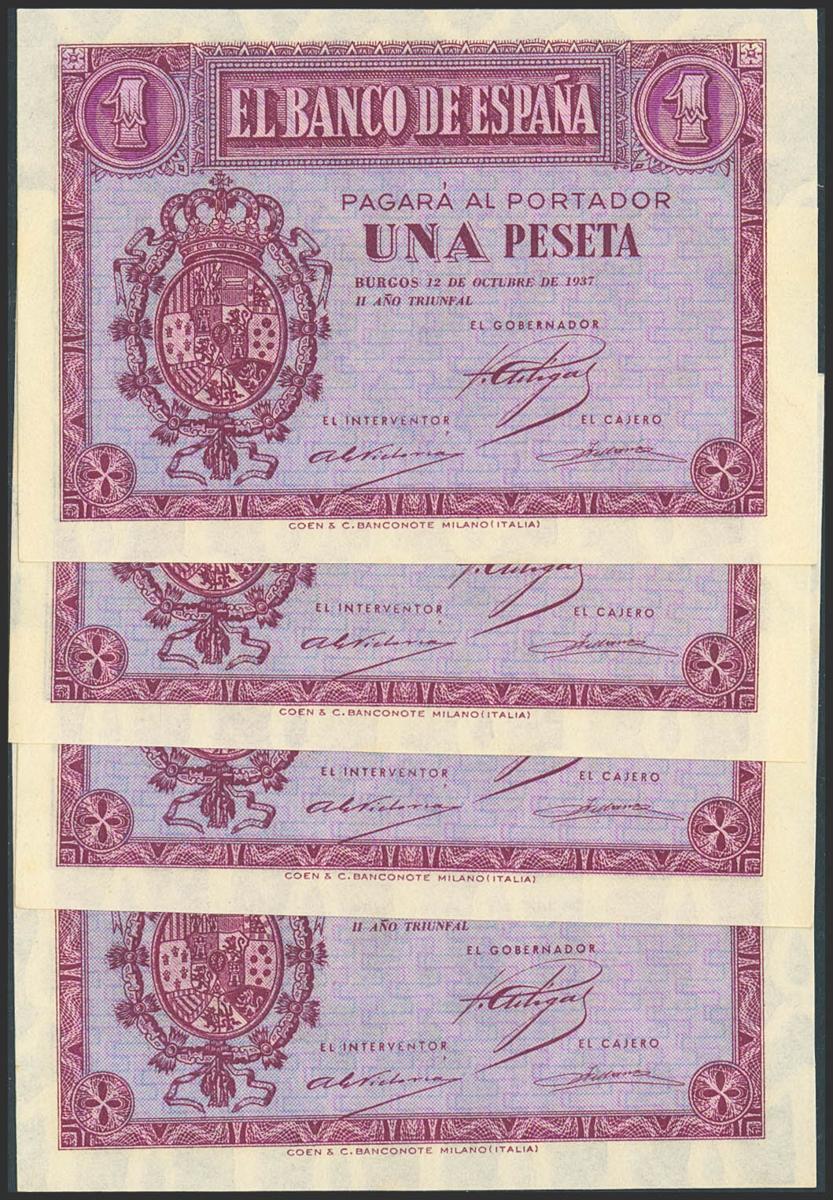 1 EL BANCO DE ESPAÑA 1
PAGARÁ AL PORTADOR
UNA PESETA
BURGOS 12 DE OCTUBRE DE 1937
II AÑO TRIUNFAL
EL GOBERNADOR
EL INTERVENTOR, EL CAJERO
COEN & C. BANCONOTE MILANO (ITALIA)
EL INTERVENTOR, EL CAJERO
COEN & C. BANCONOTE MILANO (ITALIA)
EL INTERVENTOR, EL CAJERO
COEN & C. BANCONOTE MILANO (ITALIA)
II AÑO TRIUNFAL
EL GOBERNADOR
EL INTERVENTOR, EL CAJERO
COEN & C. BANCONOTE MILANO (ITALIA)